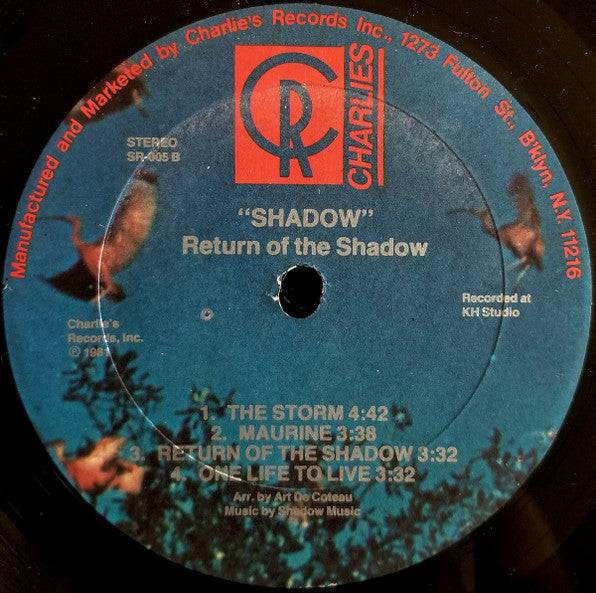 Manufactured and Marketed by Charlie's Records Inc., 1273 Fulton St., B'klyn, N.Y. 11216
CRC
CHARLIES
STEREO
SR-005 B
"SHADOW"
Return of the Shadow
Recorded at
KH Studio
Charlie's
Records, Inc.
℗ 1981
1. THE STORM 4:42
2. MAURINE 3:38
3. RETURN OF THE SHADOW 3:32
4. ONE LIFE TO LIVE 3:32
Arr. by Art De Coteau
Music by Shadow Music